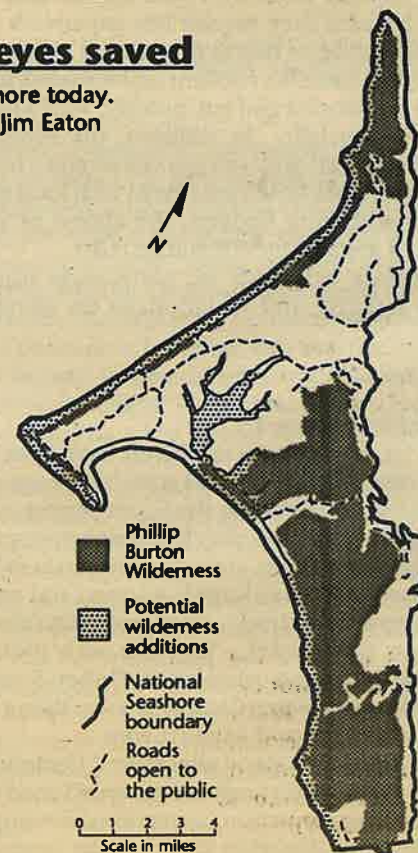 eyes saved
ore today.
Jim Eaton
N
Phillip
Burton
Wilderness
Potential
wilderness
additions
National
Seashore
boundary
Roads
open to
the public
0 1 2 3 4
Scale in miles